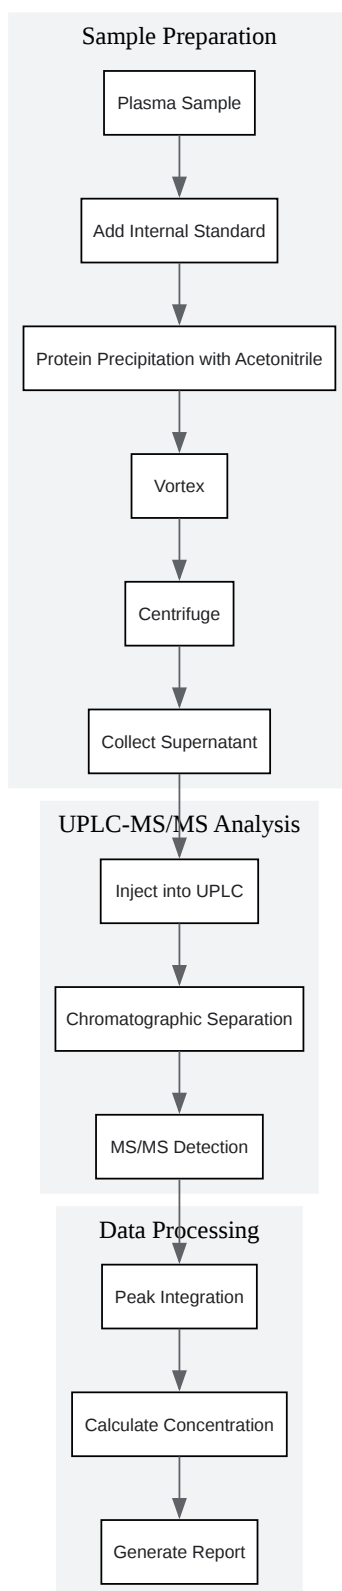 Sample Preparation
Plasma Sample
Add Internal Standard
Protein Precipitation with Acetonitrile
Vortex
Centrifuge
Collect Supernatant
UPLC-MS/MS Analysis
Inject into UPLC
Chromatographic Separation
MS/MS Detection
Data Processing
Peak Integration
Calculate Concentration
Generate Report